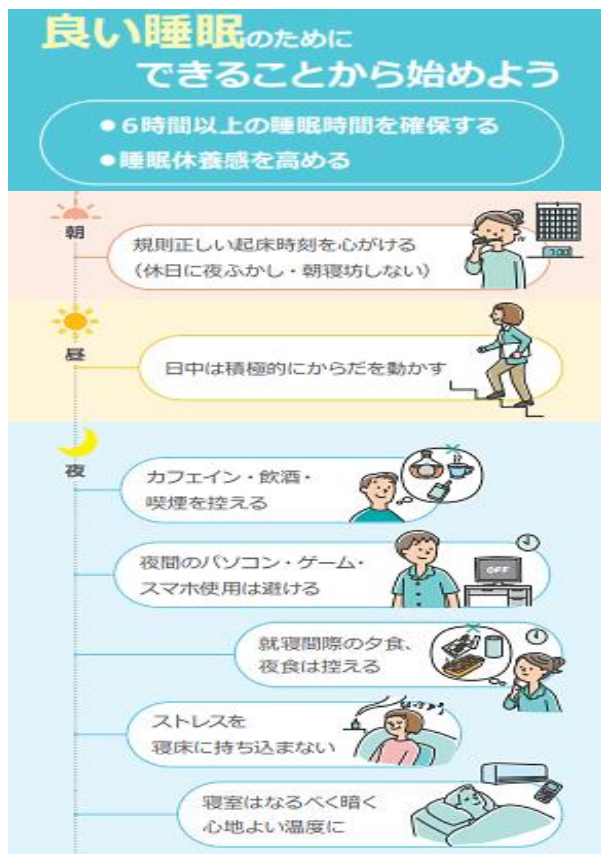 良い睡眠のために
できることから始めよう
●6時間以上の睡眠時間を確保する
●睡眠休養感を高める
朝
規則正しい起床時刻を心がける
(休日に夜ふかし・朝寝坊しない)
7:00
昼
日中は積極的にからだを動かす
夜
カフェイン・飲酒・
喫煙を控える
夜間のパソコン・ゲーム・
スマホ使用は避ける
OFF
就寝間際の夕食、
夜食は控える
ストレスを
寝床に持ち込まない
寝室はなるべく暗く
心地よい温度に